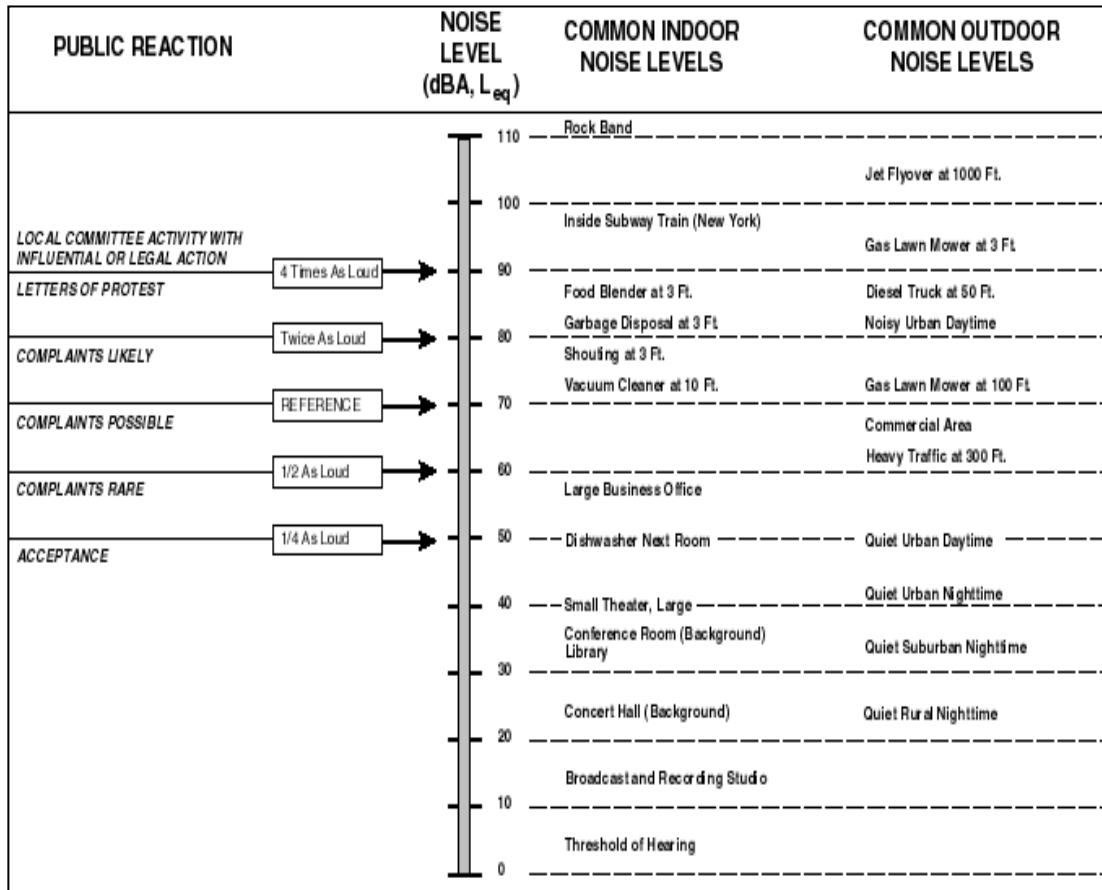 PUBLIC REACTION
NOISE
LEVEL
(dBA, Leq)
COMMON INDOOR
NOISE LEVELS
COMMON OUTDOOR
NOISE LEVELS
110
Rock Band
Jet Flyover at 1000 Ft.
100
Inside Subway Train (New York)
LOCAL COMMITTEE ACTIVITY WITH
INFLUENTIAL OR LEGAL ACTION
Gas Lawn Mower at 3 Ft.
4 Times As Loud
90
LETTERS OF PROTEST
Food Blender at 3 Ft.
Diesel Truck at 50 Ft.
Garbage Disposal at 3 Ft.
Noisy Urban Daytime
Twice As Loud
80
COMPLAINTS LIKELY
Shouting at 3 Ft.
Vacuum Cleaner at 10 Ft.
Gas Lawn Mower at 100 Ft.
REFERENCE
70
COMPLAINTS POSSIBLE
Commercial Area
Heavy Traffic at 300 Ft.
1/2 As Loud
60
COMPLAINTS RARE
Large Business Office
1/4 As Loud
50
Dishwasher Next Room
Quiet Urban Daytime
ACCEPTANCE
Quiet Urban Nighttime
40
Small Theater, Large
Conference Room (Background)
Library
Quiet Suburban Nighttime
30
Concert Hall (Background)
Quiet Rural Nighttime
20
Broadcast and Recording Studio
10
Threshold of Hearing
0